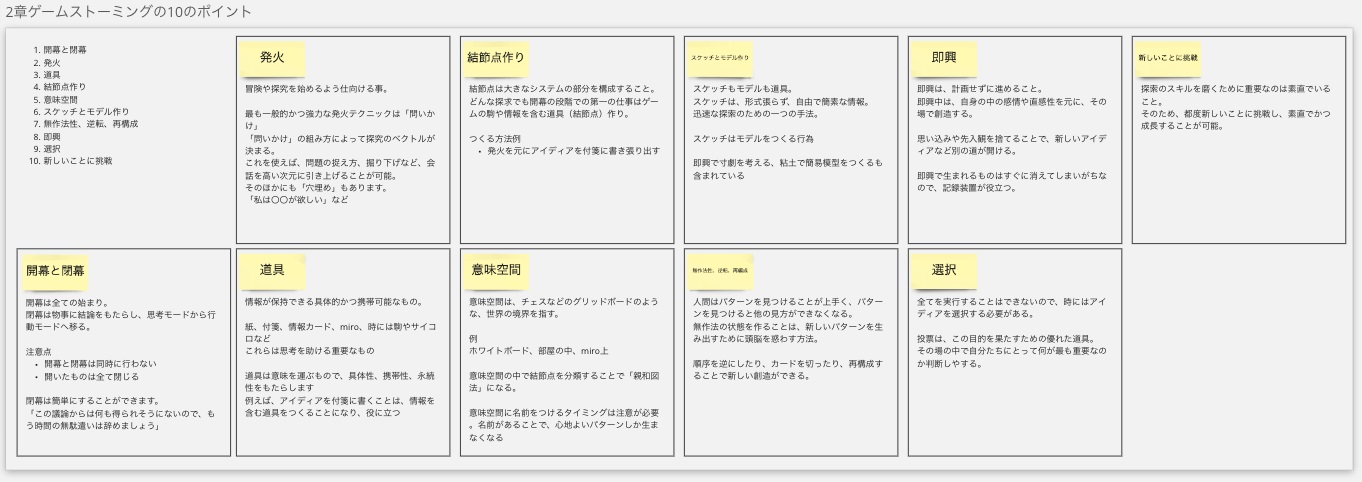 2章ゲームストーミングの10のポイント
1. 開幕と閉幕
2. 発火
3. 道具
4. 結節点作り
5. 意味空間
6. スケッチとモデル作り
7. 無作法性、逆転、再構成
8. 即興
9. 選択
10. 新しいことに挑戦
発火
冒険や探究を始めるよう仕向ける事。
最も一般的かつ強力な発火テクニックは「問いか
け」
「問いかけ」の組み方によって探究のベクトルが
決まる。
これを使えば、問題の捉え方、掘り下げなど、会
話を高い次元に引き上げることが可能。
そのほかにも「穴埋め」もあります。
「私は〇〇が欲しい」など
結節点作り
結節点は大きなシステムの部分を構成すること。
どんな探求でも開幕の段階での第一の仕事はゲー
ムの駒や情報を含む道具（結節点）作り。
つくる方法例
• 発火を元にアイディアを付箋に書き張り出す
スケッチとモデル作り
スケッチもモデルも道具。
スケッチは、形式張らず、自由で簡素な情報。
迅速な探索のための一つの手法。
スケッチはモデルをつくる行為
即興で寸劇を考える、粘土で簡易模型をつくるも
含まれている
即興
即興は、計画せずに進めること。
即興中は、自身の中の感情や直感性を元に、その
場で創造する。
思い込みや先入観を捨てることで、新しいアイデ
ィアなど別の道が開ける。
即興で生まれるものはすぐに消えてしまいがちな
ので、記録装置が役立つ。
新しいことに挑戦
探索のスキルを磨くために重要なのは素直でいる
こと。
そのため、都度新しいことに挑戦し、素直でかつ
成長することが可能。
開幕と閉幕
開幕は全ての始まり。
閉幕は物事に結論をもたらし、思考モードから行
動モードへ移る。
注意点
• 開幕と閉幕は同時に行わない
• 開いたものは全て閉じる
閉幕は簡単にすることができます。
「この議論からは何も得られそうにないので、も
う時間の無駄遣いは辞めましょう」
道具
情報が保持できる具体的かつ携帯可能なもの。
紙、付箋、情報カード、miro、時には駒やサイコ
ロなど
これらは思考を助ける重要なもの
道具は意味を運ぶもので、具体性、携帯性、永続
性をもたらします
例えば、アイディアを付箋に書くことは、情報を
含む道具をつくることになり、役に立つ
意味空間
意味空間は、チェスなどのグリッドボードのよう
な、世界の境界を指す。
例
ホワイトボード、部屋の中、miro上
意味空間の中で結節点を分類することで「親和図
法」になる。
意味空間に名前をつけるタイミングは注意が必要
。名前があることで、心地よいパターンしか生ま
なくなる
無作法性、逆転、再編点
人間はパターンを見つけることが上手く、パター
ンを見つけると他の見方ができなくなる。
無作法の状態を作ることは、新しいパターンを生
み出すために頭脳を惑わす方法。
順序を逆にしたり、カードを切ったり、再構成す
ることで新しい創造ができる。
選択
全てを実行することはできないので、時にはアイ
ディアを選択する必要がある。
投票は、この目的を果たすための優れた道具。
その場の中で自分たちにとって何が最も重要なの
か判断しやする。